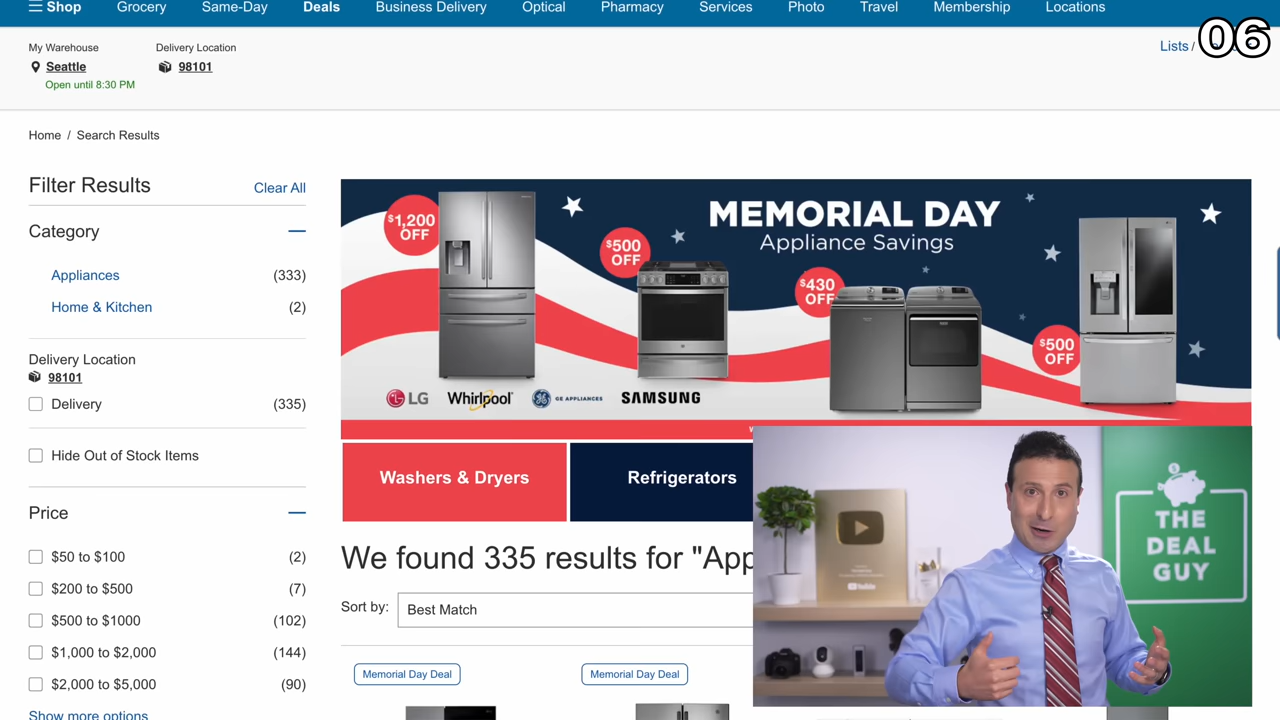 Shop Grocery Same-Day Deals Business Delivery Optical Pharmacy Services Photo Travel Membership Locations
06
My Warehouse
Seattle
Open until 8:30 PM
Delivery Location
98101
Lists /
Home / Search Results
Filter Results
Clear All
Category
Appliances (333)
Home & Kitchen (2)
Delivery Location
98101
Delivery (335)
Hide Out of Stock Items
Price
$50 to $100 (2)
$200 to $500 (7)
$500 to $1000 (102)
$1,000 to $2,000 (144)
$2,000 to $5,000 (90)
Show more options
MEMORIAL DAY
Appliance Savings
$1,200
OFF
$500
OFF
$430
OFF
$500
OFF
LG Whirlpool GE APPLIANCES SAMSUNG
Washers & Dryers
Refrigerators
We found 335 results for "App
Sort by:
Best Match
Memorial Day Deal
Memorial Day Deal
YouTube
THE
DEAL
GUY